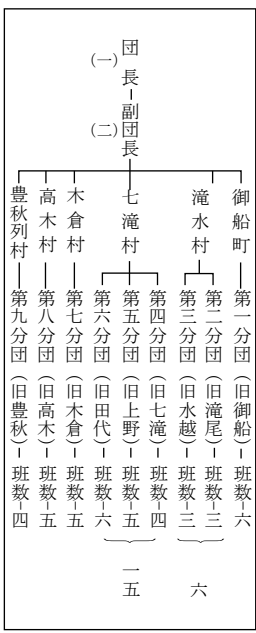 団長(一)―副団長(二)
御船町―第一分団(旧御船)―班数―六
滝水村
第二分団(旧滝尾)―班数―三
第三分団(旧水越)―班数―三
六
七滝村
第四分団(旧七滝)―班数―四
第五分団(旧上野)―班数―五
第六分団(旧田代)―班数―六
一五
木倉村―第七分団(旧木倉)―班数―五
高木村―第八分団(旧高木)―班数―五
豊秋列村―第九分団(旧豊秋)―班数―四